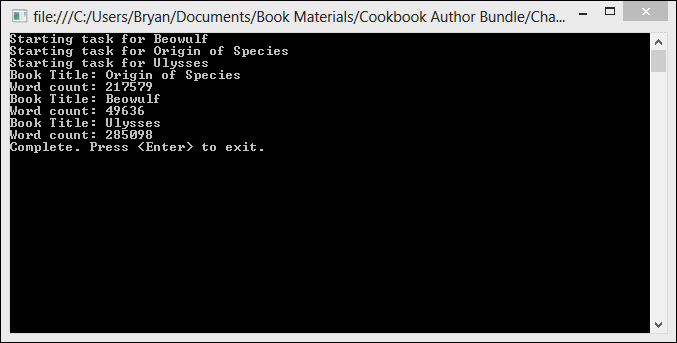 file:///C:/Users/Bryan/Documents/Book Materials/Cookbook Author Bundle/Cha...
Starting task for Beowulf
Starting task for Origin of Species
Starting task for Ulysses
Book Title: Origin of Species
Word count: 217579
Book Title: Beowulf
Word count: 49636
Book Title: Ulysses
Word count: 285098
Complete. Press <Enter> to exit.